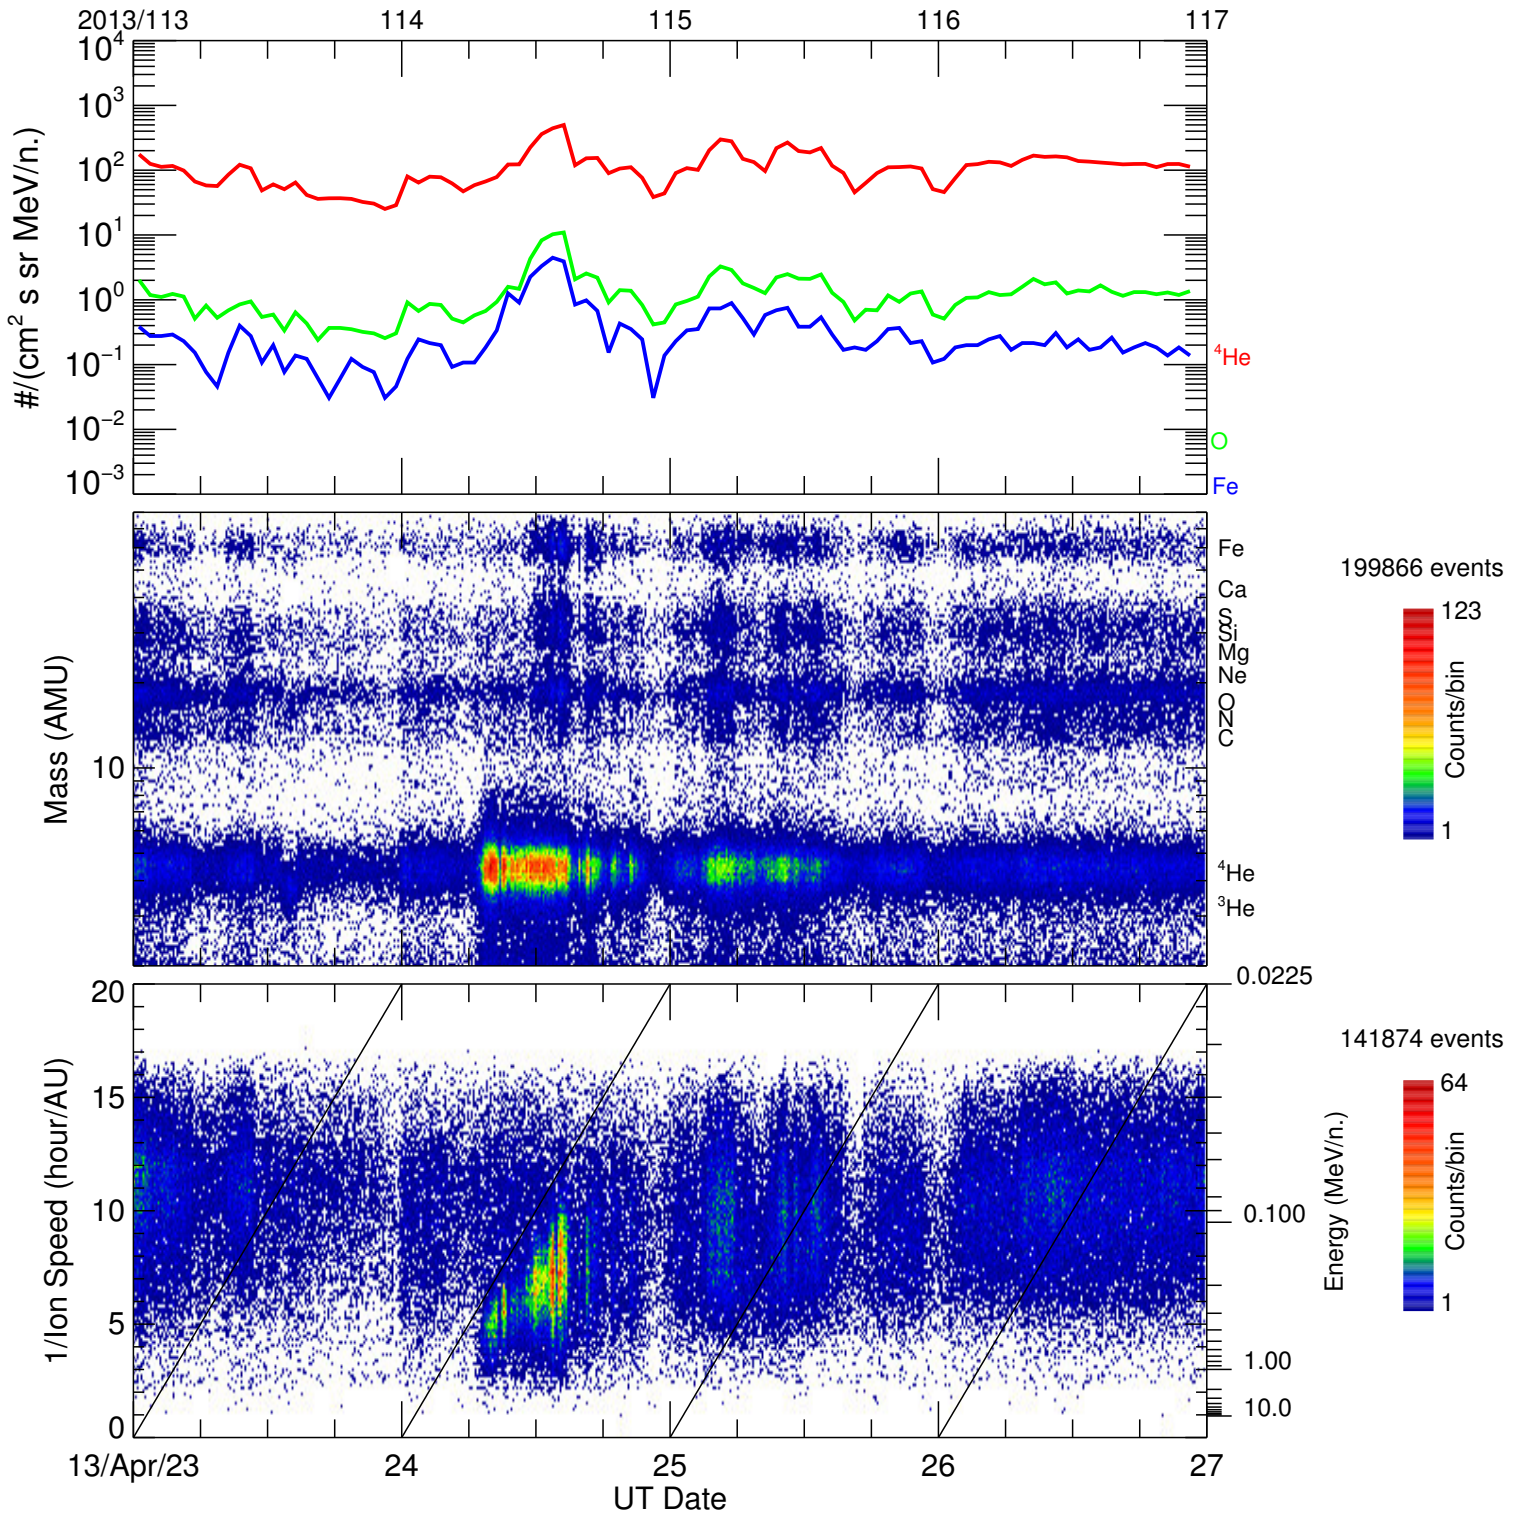 2013/113 114 115 116 117
10^4
10^3
10^2
10^1
10^0
10^−1
10^−2
10^−3
#/(cm^2 s sr MeV/n.)
^4He
O
Fe
Mass (AMU)
10
Fe
Ca
S
Si
Mg
Ne
O
N
C
^4He
^3He
199866 events
123
Counts/bin
1
1/Ion Speed (hour/AU)
20
15
10
5
0
0.0225
0.100
1.00
10.0
Energy (MeV/n.)
141874 events
64
Counts/bin
1
13/Apr/23 24 25 26 27
UT Date